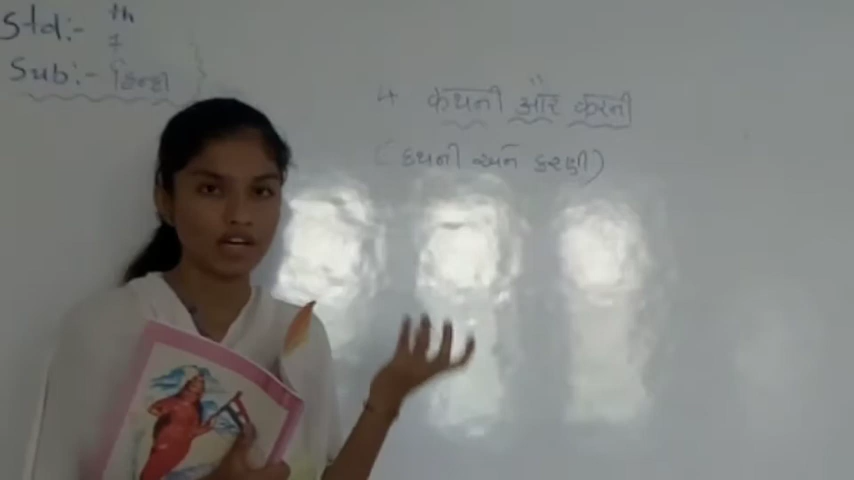 Std:- 7th
Sub:- हिन्दी
4 कथनी और करनी
(કથની અને કરણી)